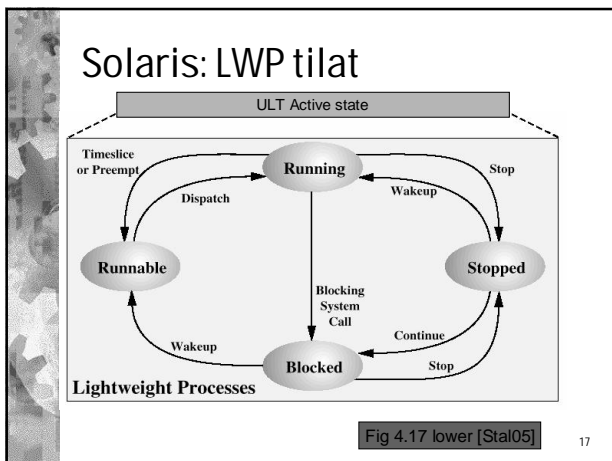 Solaris: LWP tilat
ULT Active state
Timeslice
or Preempt
Running
Stop
Dispatch
Wakeup
Runnable
Stopped
Blocking
System
Call
Wakeup
Continue
Blocked
Stop
Lightweight Processes
Fig 4.17 lower [Stal05]
17